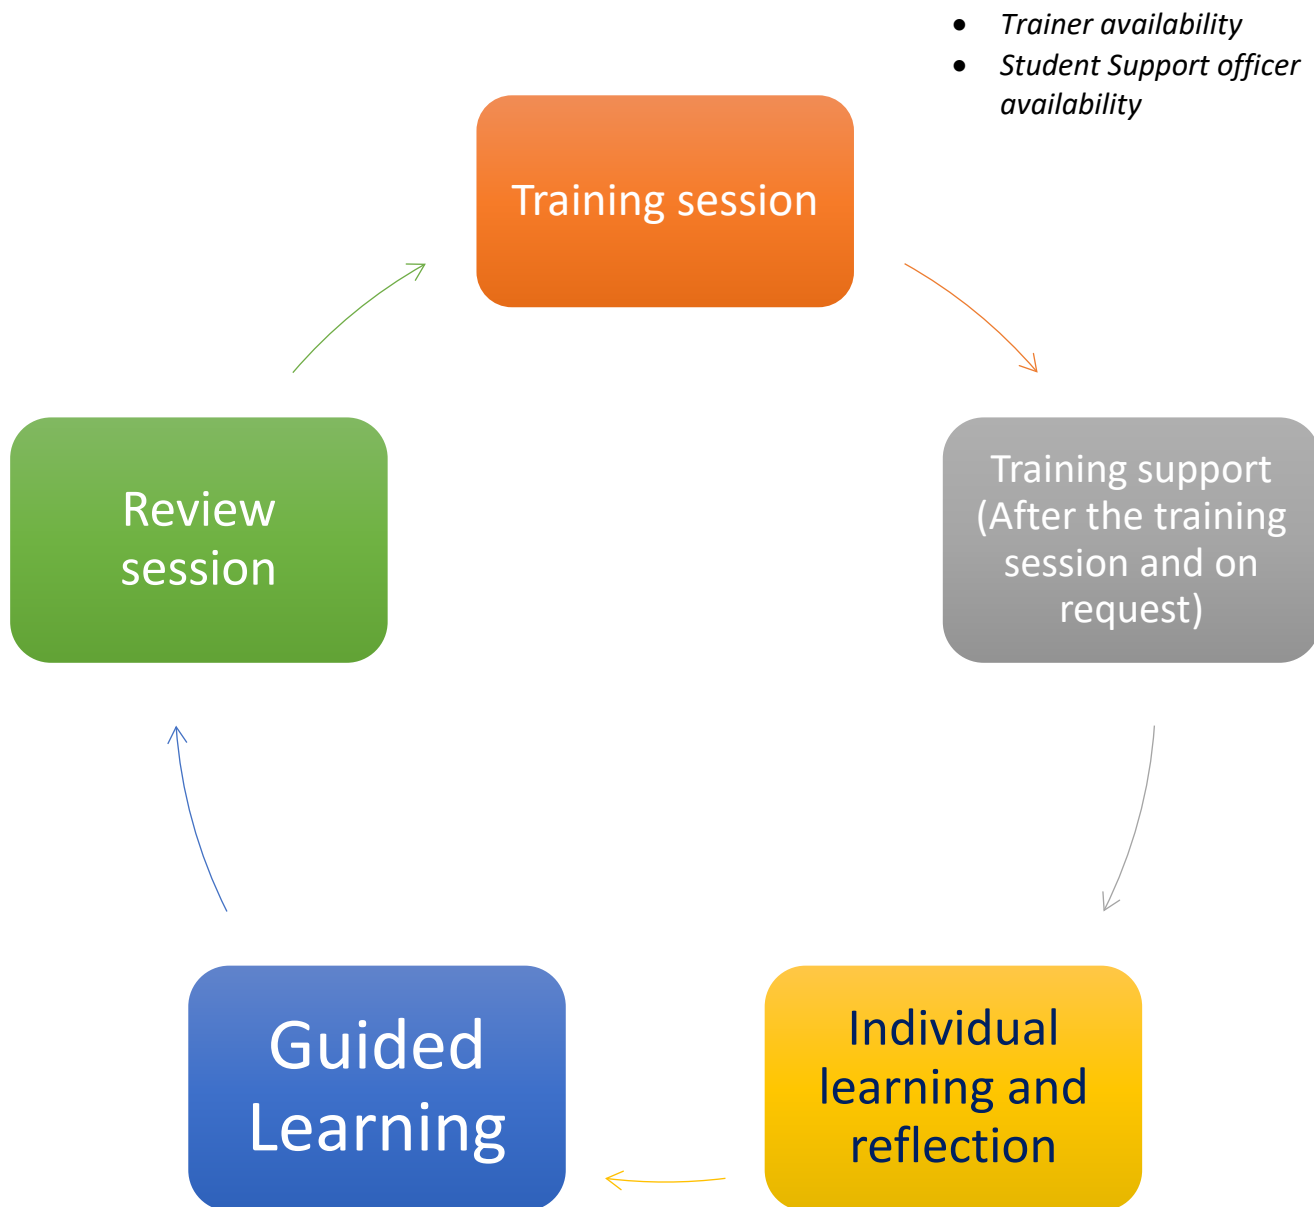 • Trainer availability
• Student Support officer
availability
Training session
Training support
(After the training
session and on
request)
Individual
learning and
reflection
Guided
Learning
Review
session